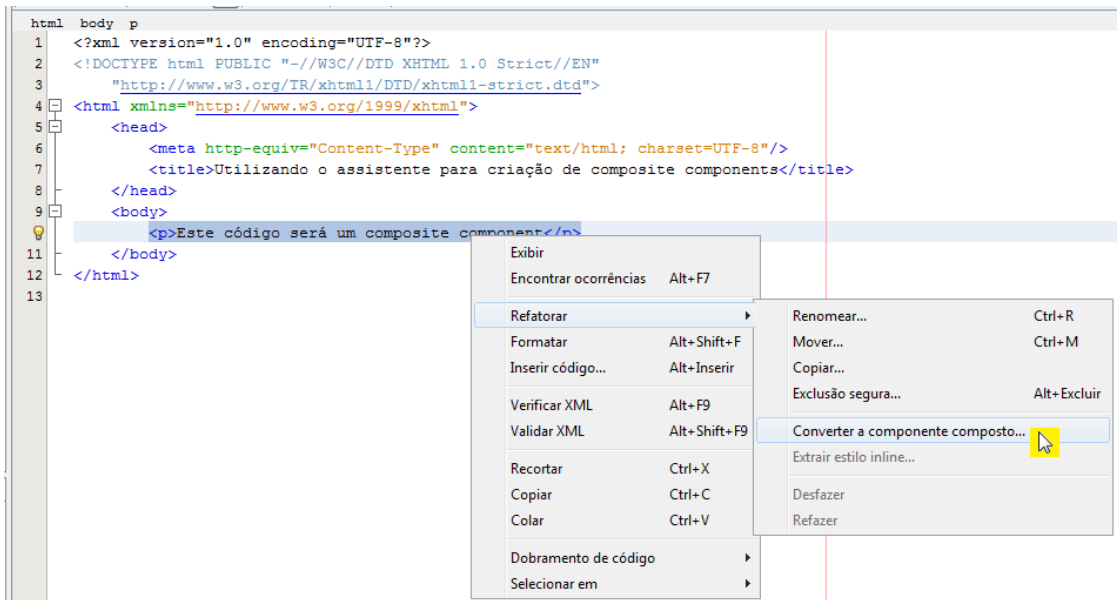 html body p
1 <?xml version="1.0" encoding="UTF-8"?>
2 <!DOCTYPE html PUBLIC "-//W3C//DTD XHTML 1.0 Strict//EN"
3 "http://www.w3.org/TR/xhtml1/DTD/xhtml1-strict.dtd">
4 <html xmlns="http://www.w3.org/1999/xhtml">
5 <head>
6 <meta http-equiv="Content-Type" content="text/html; charset=UTF-8"/>
7 <title>Utilizando o assistente para criação de composite components</title>
8 </head>
9 <body>
<p>Este código será um composite component</p>
11 </body>
12 </html>
13
Exibir
Encontrar ocorrências Alt+F7
Refatorar
Formatar Alt+Shift+F
Inserir código... Alt+Inserir
Verificar XML Alt+F9
Validar XML Alt+Shift+F9
Recortar Ctrl+X
Copiar Ctrl+C
Colar Ctrl+V
Dobramento de código
Selecionar em
Renomear... Ctrl+R
Mover... Ctrl+M
Copiar...
Exclusão segura... Alt+Excluir
Converter a componente composto...
Extrair estilo inline...
Desfazer
Refazer